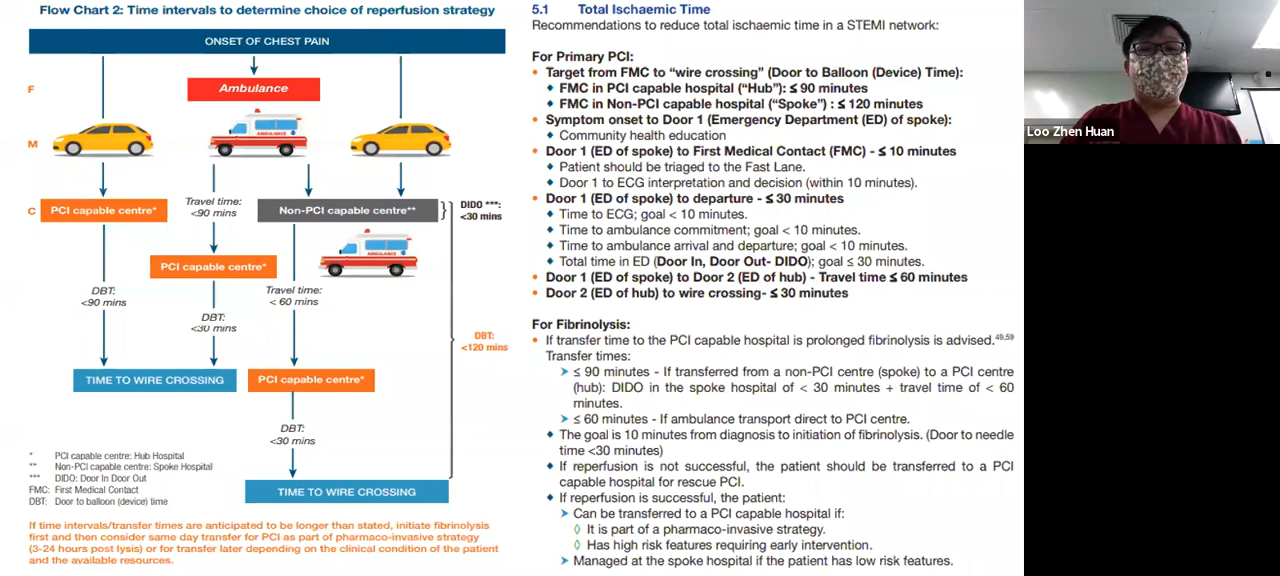 Flow Chart 2: Time intervals to determine choice of reperfusion strategy
ONSET OF CHEST PAIN
F
Ambulance
AMBULANCE
M
C
PCI capable centre*
Travel time:
<90 mins
Non-PCI capable centre**
DIDO ***:
<30 mins
AMBULANCE
PCI capable centre*
DBT:
<90 mins
Travel time:
< 60 mins
DBT:
<30 mins
DBT:
<120 mins
TIME TO WIRE CROSSING
PCI capable centre*
DBT:
<30 mins
TIME TO WIRE CROSSING
* PCI capable centre: Hub Hospital
** Non-PCI capable centre: Spoke Hospital
*** DIDO: Door In Door Out
FMC: First Medical Contact
DBT: Door to balloon (device) time
If time intervals/transfer times are anticipated to be longer than stated, initiate fibrinolysis
first and then consider same day transfer for PCI as part of pharmaco-invasive strategy
(3-24 hours post lysis) or for transfer later depending on the clinical condition of the patient
and the available resources.
5.1 Total Ischaemic Time
Recommendations to reduce total ischaemic time in a STEMI network:
For Primary PCI:
• Target from FMC to “wire crossing” (Door to Balloon (Device) Time):
♦ FMC in PCI capable hospital (“Hub”): ≤ 90 minutes
♦ FMC in Non-PCI capable hospital (“Spoke”) : ≤ 120 minutes
• Symptom onset to Door 1 (Emergency Department (ED) of spoke):
♦ Community health education
• Door 1 (ED of spoke) to First Medical Contact (FMC) - ≤ 10 minutes
♦ Patient should be triaged to the Fast Lane.
♦ Door 1 to ECG interpretation and decision (within 10 minutes).
• Door 1 (ED of spoke) to departure - ≤ 30 minutes
♦ Time to ECG; goal < 10 minutes.
♦ Time to ambulance commitment; goal < 10 minutes.
♦ Time to ambulance arrival and departure; goal < 10 minutes.
♦ Total time in ED (Door In, Door Out- DIDO); goal ≤ 30 minutes.
• Door 1 (ED of spoke) to Door 2 (ED of hub) - Travel time ≤ 60 minutes
• Door 2 (ED of hub) to wire crossing- ≤ 30 minutes
For Fibrinolysis:
• If transfer time to the PCI capable hospital is prolonged fibrinolysis is advised.49,59
Transfer times:
➤ ≤ 90 minutes - If transferred from a non-PCI centre (spoke) to a PCI centre
(hub): DIDO in the spoke hospital of < 30 minutes + travel time of < 60
minutes.
➤ ≤ 60 minutes - If ambulance transport direct to PCI centre.
♦ The goal is 10 minutes from diagnosis to initiation of fibrinolysis. (Door to needle
time <30 minutes)
♦ If reperfusion is not successful, the patient should be transferred to a PCI
capable hospital for rescue PCI.
♦ If reperfusion is successful, the patient:
➤ Can be transferred to a PCI capable hospital if:
◊ It is part of a pharmaco-invasive strategy.
◊ Has high risk features requiring early intervention.
➤ Managed at the spoke hospital if the patient has low risk features.
Loo Zhen Huan